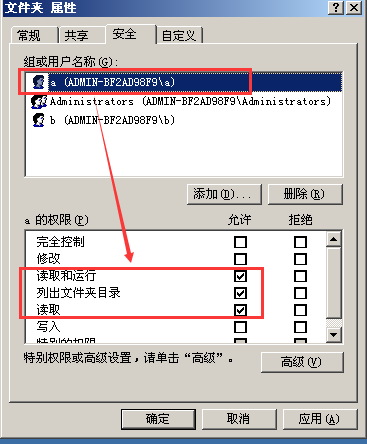 文件夹 属性
常规 共享 安全 自定义
组或用户名称(G):
a (ADMIN-BF2AD98F9\a)
Administrators (ADMIN-BF2AD98F9\Administrators)
b (ADMIN-BF2AD98F9\b)
添加(D)... 删除(R)
a 的权限(P) 允许 拒绝
完全控制
修改
读取和运行
列出文件夹目录
读取
写入
特别的权限
特别权限或高级设置，请单击“高级”。
高级(V)
确定 取消 应用(A)